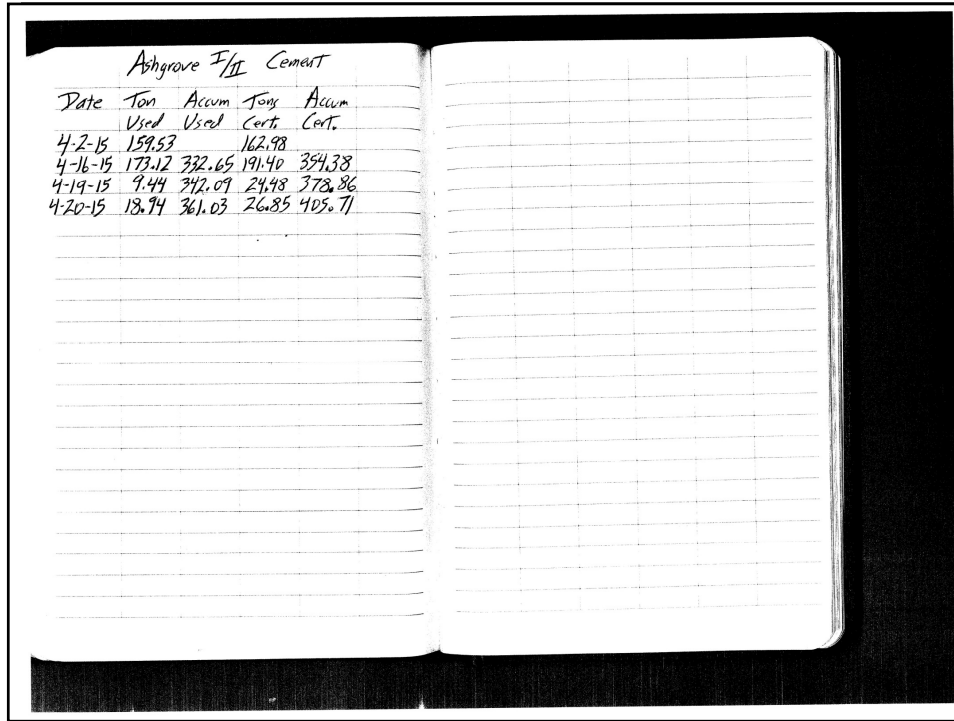 Ashgrove I/II Cement
Date Ton Accum Tons Accum
Used Used Cert. Cert.
4-2-15 159.53 162.98
4-16-15 173.12 332.65 191.40 354.38
4-19-15 9.44 342.09 24.48 378.86
4-20-15 18.94 361.03 26.85 405.71